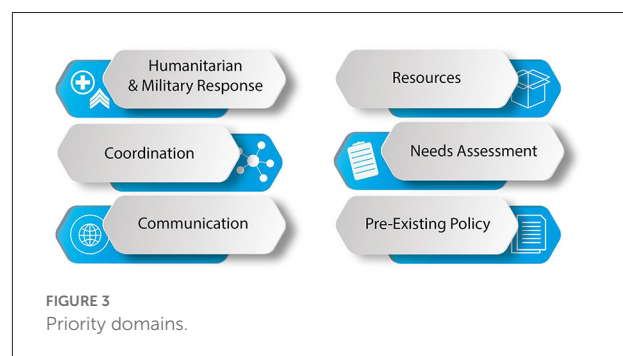 Humanitarian
& Military Response
Coordination
Communication
Resources
Needs Assessment
Pre-Existing Policy
FIGURE 3
Priority domains.